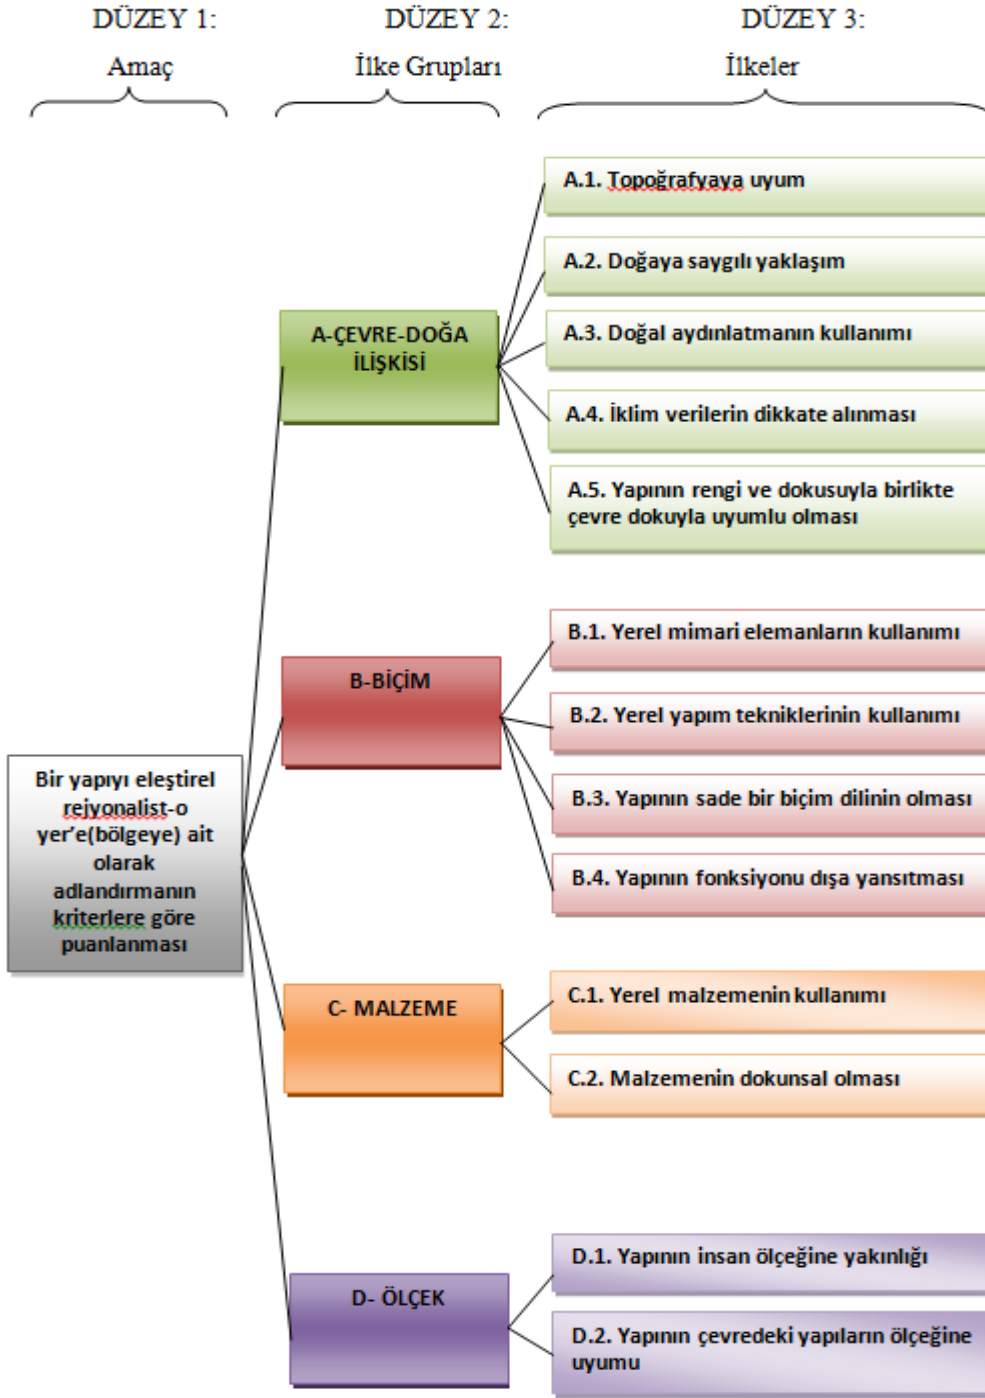 DÜZEY 1:
Amaç
DÜZEY 2:
İlke Grupları
DÜZEY 3:
İlkeler
Bir yapıyı eleştirel
rejyonalist-o
yer’e(bölgeye) ait
olarak
adlandırmanın
kriterlere göre
puanlanması
A-ÇEVRE-DOĞA
İLİŞKİSİ
A.1. Topoğrafyaya uyum
A.2. Doğaya saygılı yaklaşım
A.3. Doğal aydınlatmanın kullanımı
A.4. İklim verilerin dikkate alınması
A.5. Yapının rengi ve dokusuyla birlikte
çevre dokuyla uyumlu olması
B-BİÇİM
B.1. Yerel mimari elemanların kullanımı
B.2. Yerel yapım tekniklerinin kullanımı
B.3. Yapının sade bir biçim dilinin olması
B.4. Yapının fonksiyonu dışa yansıtması
C- MALZEME
C.1. Yerel malzemenin kullanımı
C.2. Malzemenin dokunsal olması
D- ÖLÇEK
D.1. Yapının insan ölçeğine yakınlığı
D.2. Yapının çevredeki yapıların ölçeğine
uyumu